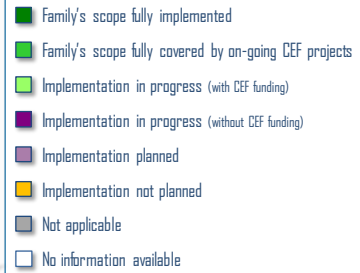 Family's scope fully implemented
Family's scope fully covered by on-going CEF projects
Implementation in progress (with CEF funding)
Implementation in progress (without CEF funding)
Implementation planned
Implementation not planned
Not applicable
No information available